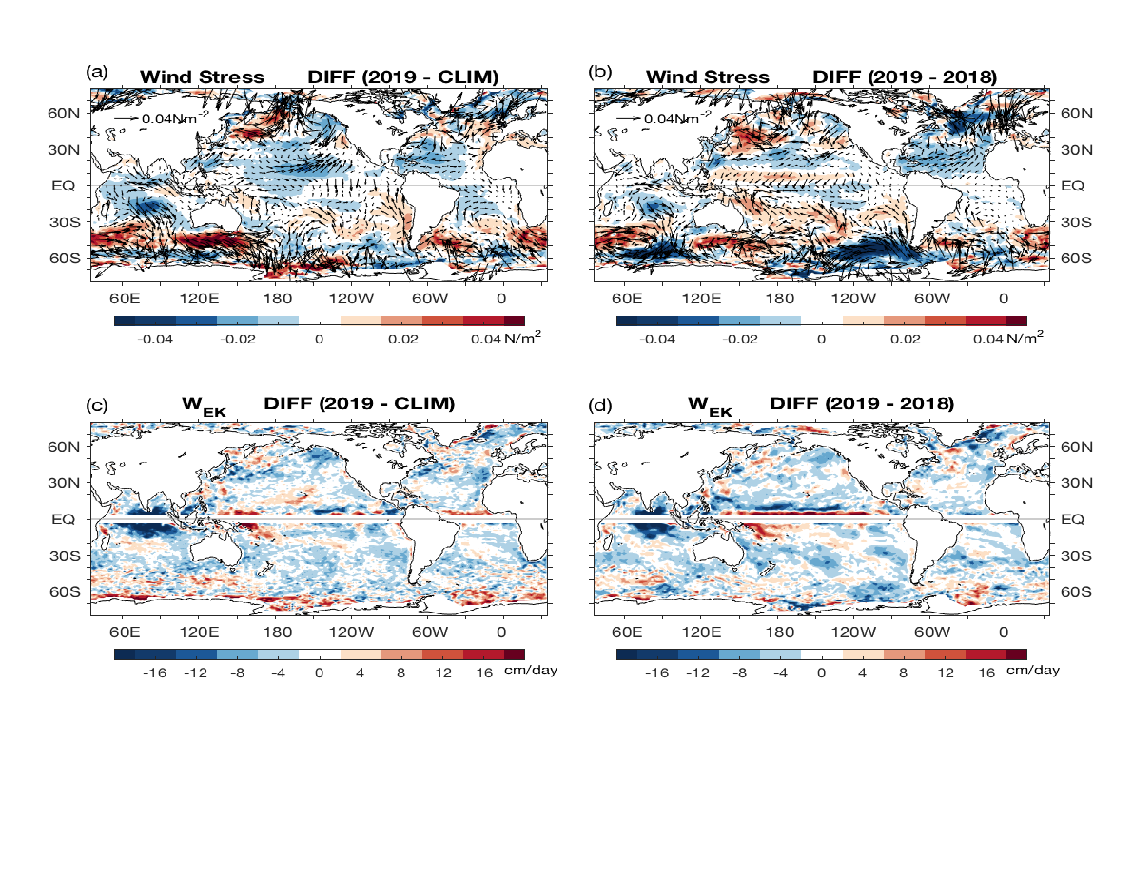 (a) Wind Stress DIFF (2019 - CLIM)
(b) Wind Stress DIFF (2019 - 2018)
0.04Nm-2
0.04Nm-2
60N
30N
EQ
30S
60S
60N
30N
EQ
30S
60S
60E 120E 180 120W 60W 0
60E 120E 180 120W 60W 0
-0.04 -0.02 0 0.02 0.04 N/m2
-0.04 -0.02 0 0.02 0.04 N/m2
(c) WEK DIFF (2019 - CLIM)
(d) WEK DIFF (2019 - 2018)
60N
30N
EQ
30S
60S
60N
30N
EQ
30S
60S
60E 120E 180 120W 60W 0
60E 120E 180 120W 60W 0
-16 -12 -8 -4 0 4 8 12 16 cm/day
-16 -12 -8 -4 0 4 8 12 16 cm/day